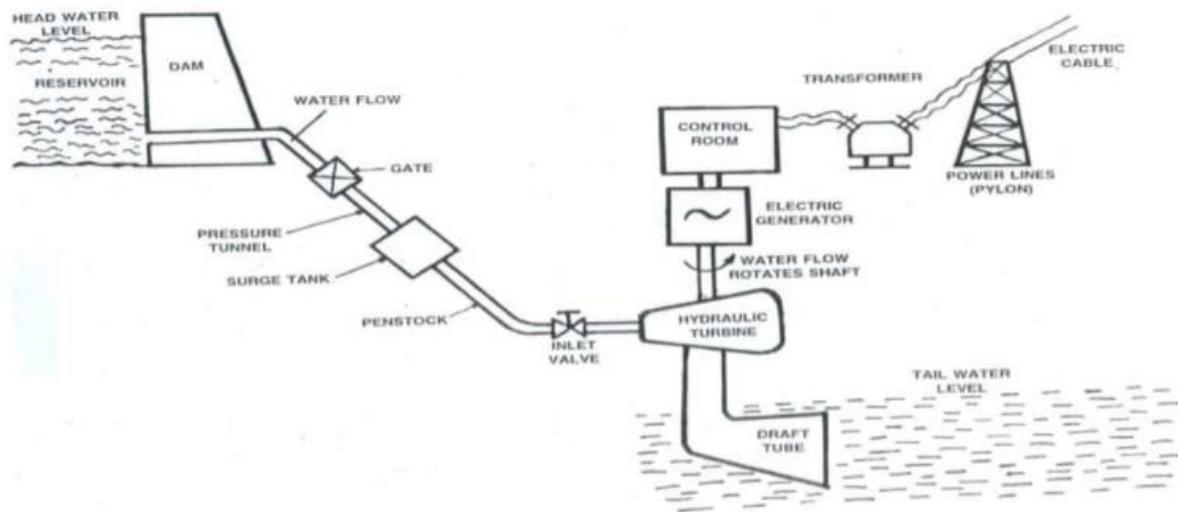 HEAD WATER
LEVEL
DAM
RESERVOIR
WATER FLOW
GATE
PRESSURE
TUNNEL
SURGE TANK
PENSTOCK
INLET
VALVE
CONTROL
ROOM
TRANSFORMER
ELECTRIC
CABLE
POWER LINES
(PYLON)
ELECTRIC
GENERATOR
WATER FLOW
ROTATES SHAFT
HYDRAULIC
TURBINE
TAIL WATER
LEVEL
DRAFT
TUBE